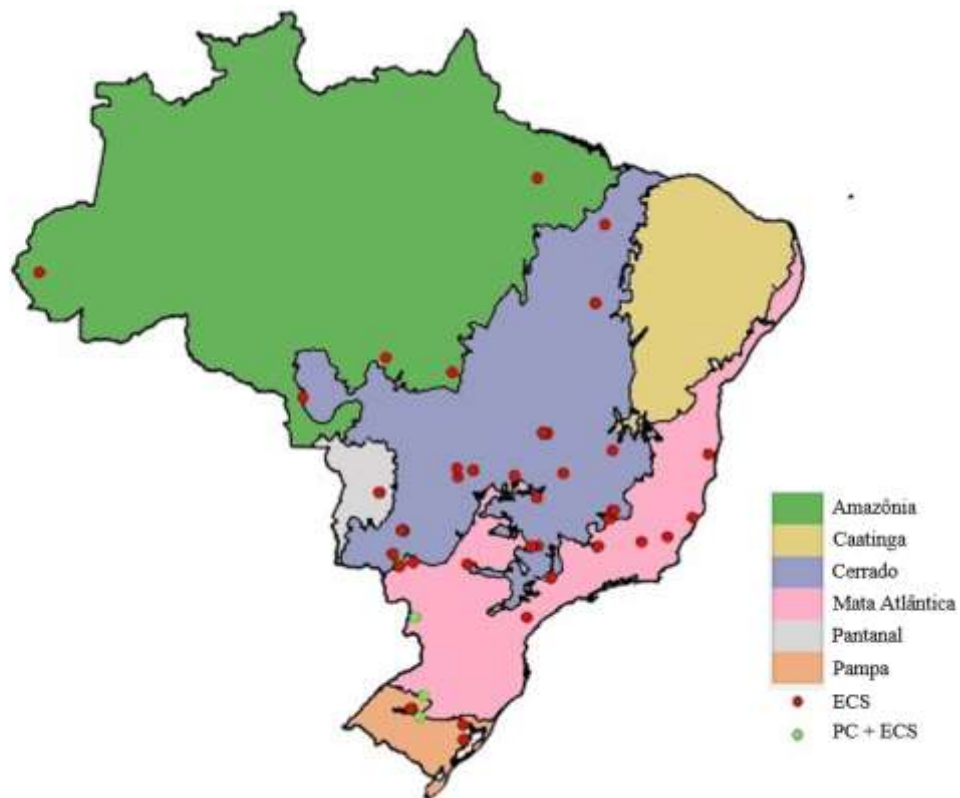 Amazônia
Caatinga
Cerrado
Mata Atlântica
Pantanal
Pampa
ECS
PC + ECS